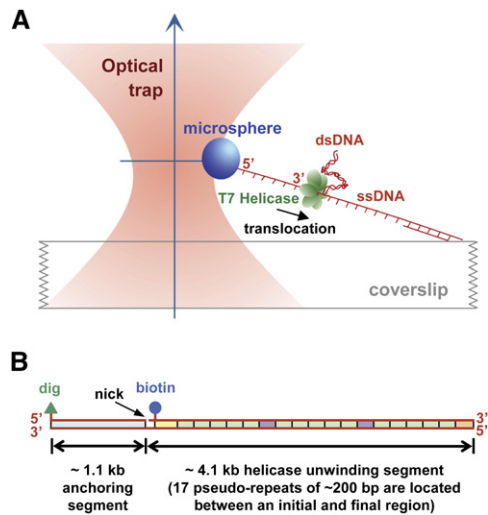 A
Optical
trap
microsphere
5'
dsDNA
3'
T7 Helicase
ssDNA
translocation
coverslip
B
dig
nick
biotin
5'
3'
3'
5'
~ 1.1 kb
anchoring
segment
~ 4.1 kb helicase unwinding segment
(17 pseudo-repeats of ~200 bp are located
between an initial and final region)